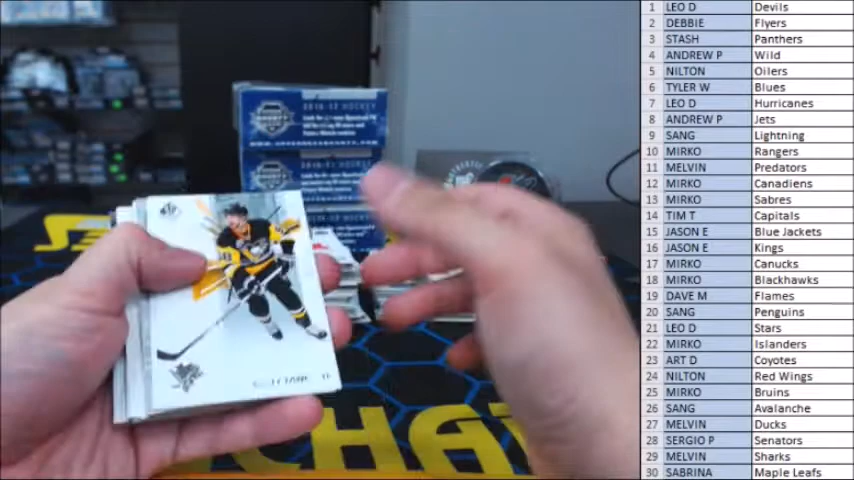 1 LEO D Devils
2 DEBBIE Flyers
3 STASH Panthers
4 ANDREW P Wild
5 NILTON Oilers
6 TYLER W Blues
7 LEO D Hurricanes
8 ANDREW P Jets
9 SANG Lightning
10 MIRKO Rangers
11 MELVIN Predators
12 MIRKO Canadiens
13 MIRKO Sabres
14 TIM T Capitals
15 JASON E Blue Jackets
16 JASON E Kings
17 MIRKO Canucks
18 MIRKO Blackhawks
19 DAVE M Flames
20 SANG Penguins
21 LEO D Stars
22 MIRKO Islanders
23 ART D Coyotes
24 NILTON Red Wings
25 MIRKO Bruins
26 SANG Avalanche
27 MELVIN Ducks
28 SERGIO P Senators
29 MELVIN Sharks
30 SABRINA Maple Leafs
2016-17 HOCKEY